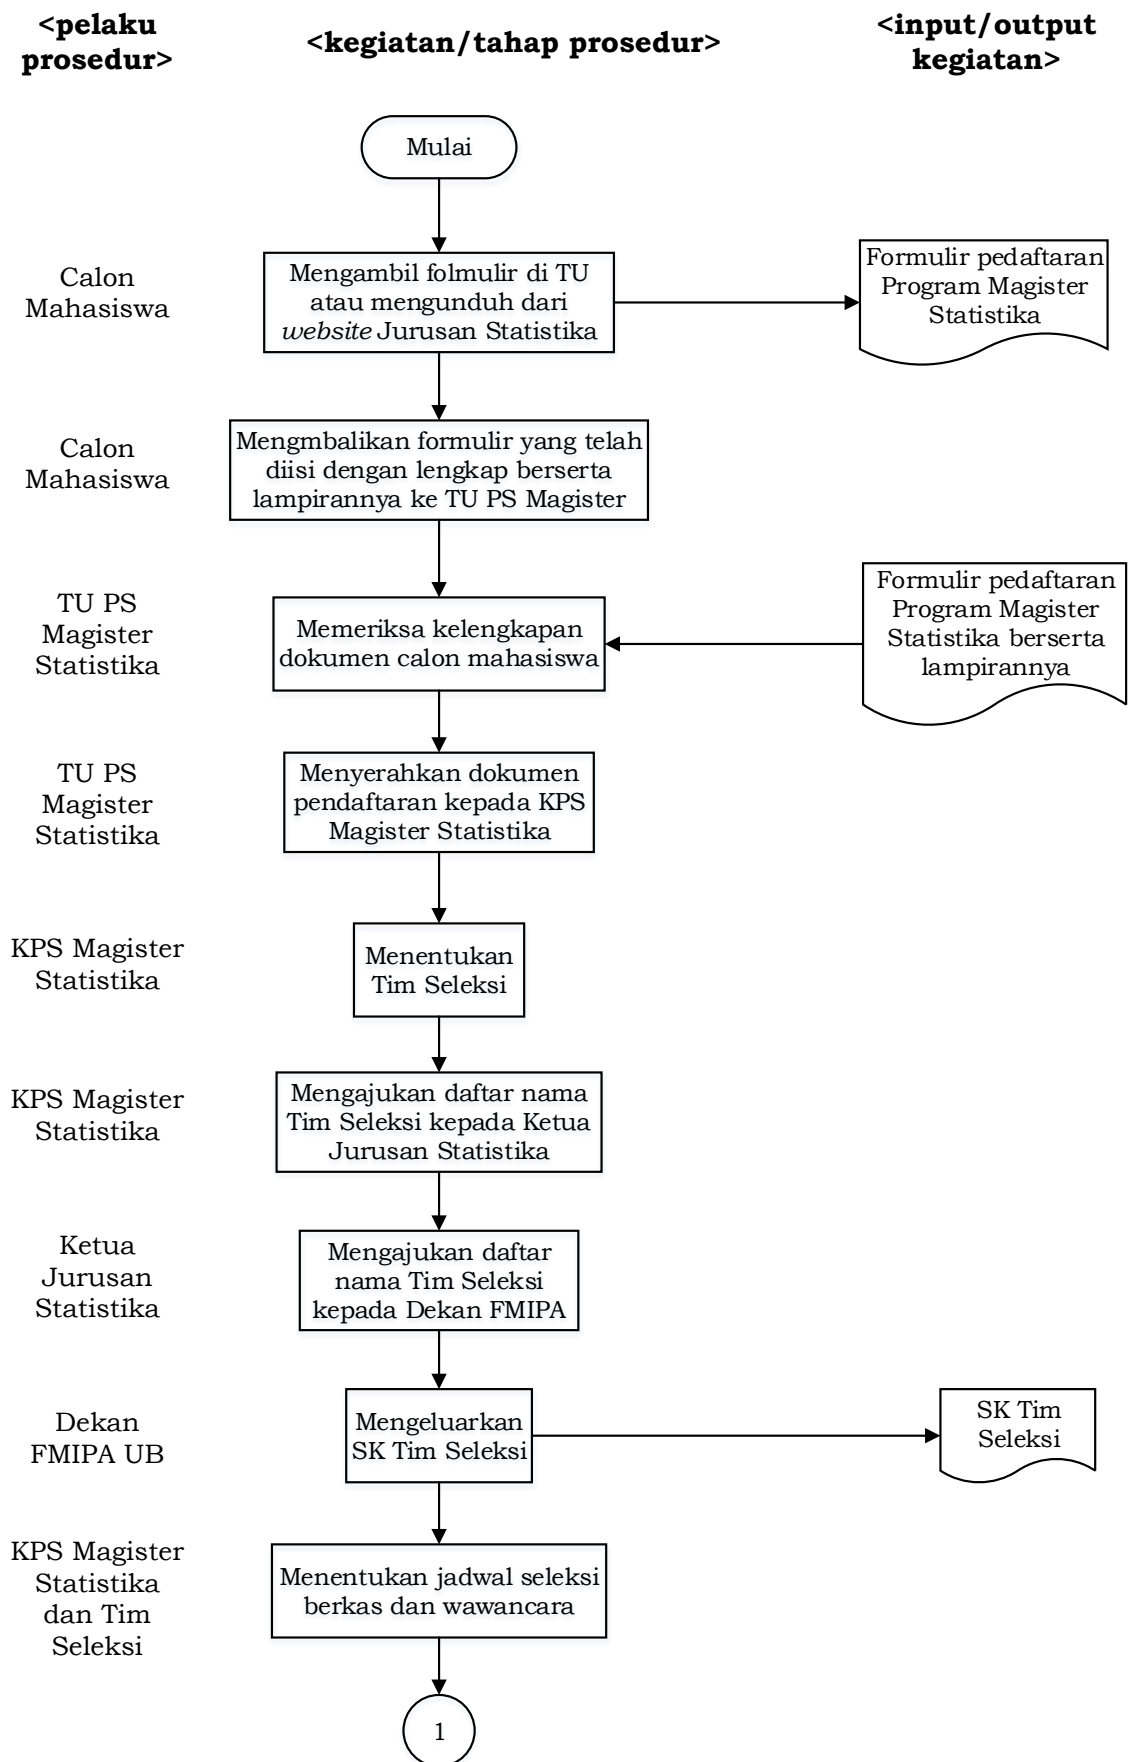 <pelaku
prosedur>
<kegiatan/tahap prosedur>
<input/output
kegiatan>
Mulai
Calon
Mahasiswa
Mengambil folmulir di TU
atau mengunduh dari
website Jurusan Statistika
Formulir pedaftaran
Program Magister
Statistika
Calon
Mahasiswa
Mengmbalikan formulir yang telah
diisi dengan lengkap berserta
lampirannya ke TU PS Magister
TU PS
Magister
Statistika
Memeriksa kelengkapan
dokumen calon mahasiswa
Formulir pedaftaran
Program Magister
Statistika berserta
lampirannya
TU PS
Magister
Statistika
Menyerahkan dokumen
pendaftaran kepada KPS
Magister Statistika
KPS Magister
Statistika
Menentukan
Tim Seleksi
KPS Magister
Statistika
Mengajukan daftar nama
Tim Seleksi kepada Ketua
Jurusan Statistika
Ketua
Jurusan
Statistika
Mengajukan daftar
nama Tim Seleksi
kepada Dekan FMIPA
Dekan
FMIPA UB
Mengeluarkan
SK Tim Seleksi
SK Tim
Seleksi
KPS Magister
Statistika
dan Tim
Seleksi
Menentukan jadwal seleksi
berkas dan wawancara
1